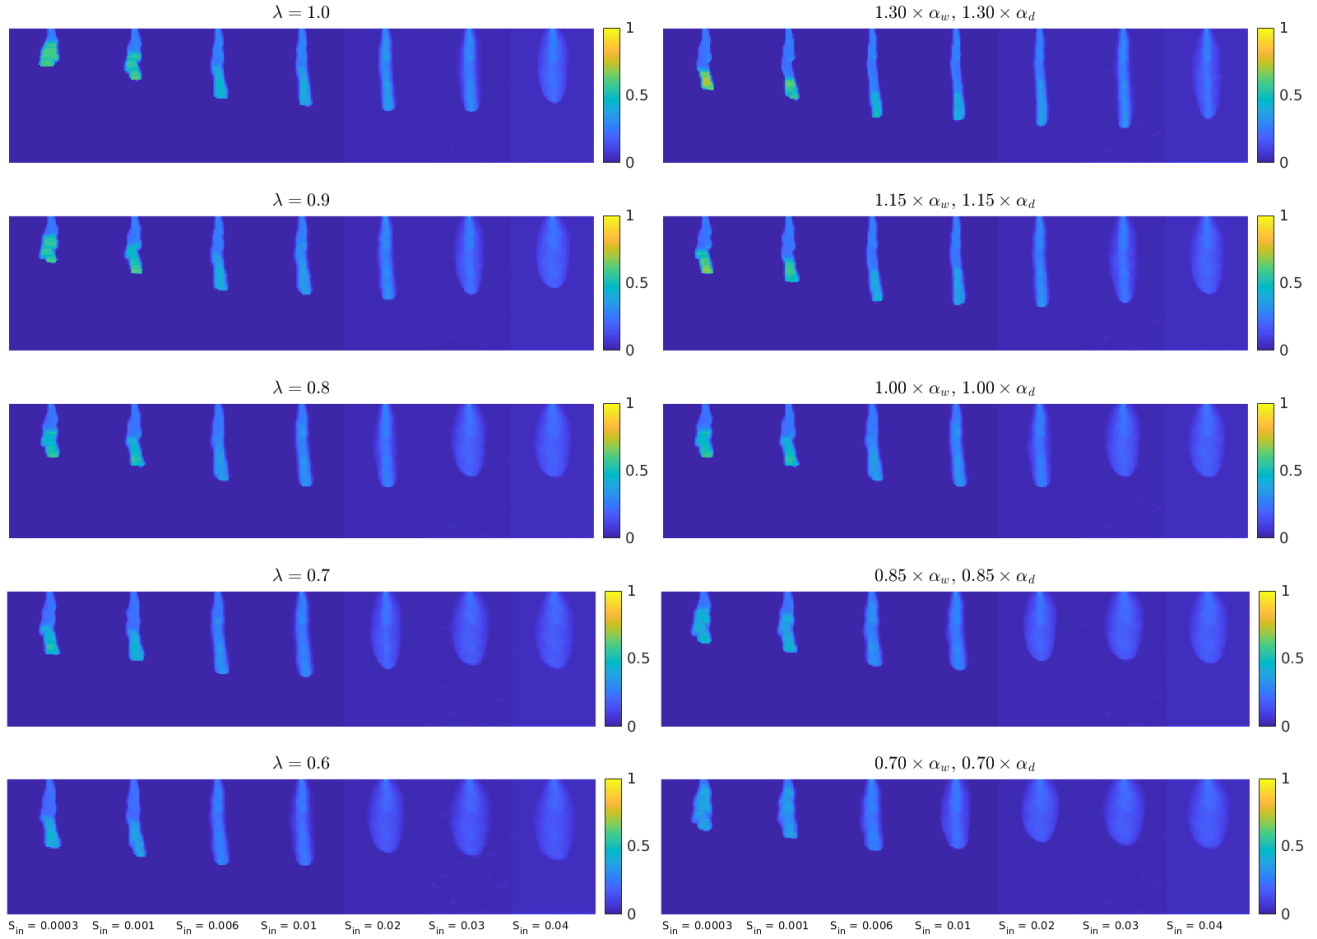 λ = 1.0
1
0.5
0
1.30 × α_w, 1.30 × α_d
1
0.5
0
λ = 0.9
1
0.5
0
1.15 × α_w, 1.15 × α_d
1
0.5
0
λ = 0.8
1
0.5
0
1.00 × α_w, 1.00 × α_d
1
0.5
0
λ = 0.7
1
0.5
0
0.85 × α_w, 0.85 × α_d
1
0.5
0
λ = 0.6
1
0.5
0
0.70 × α_w, 0.70 × α_d
1
0.5
0
S_in = 0.0003 S_in = 0.001 S_in = 0.006 S_in = 0.01 S_in = 0.02 S_in = 0.03 S_in = 0.04
S_in = 0.0003 S_in = 0.001 S_in = 0.006 S_in = 0.01 S_in = 0.02 S_in = 0.03 S_in = 0.04